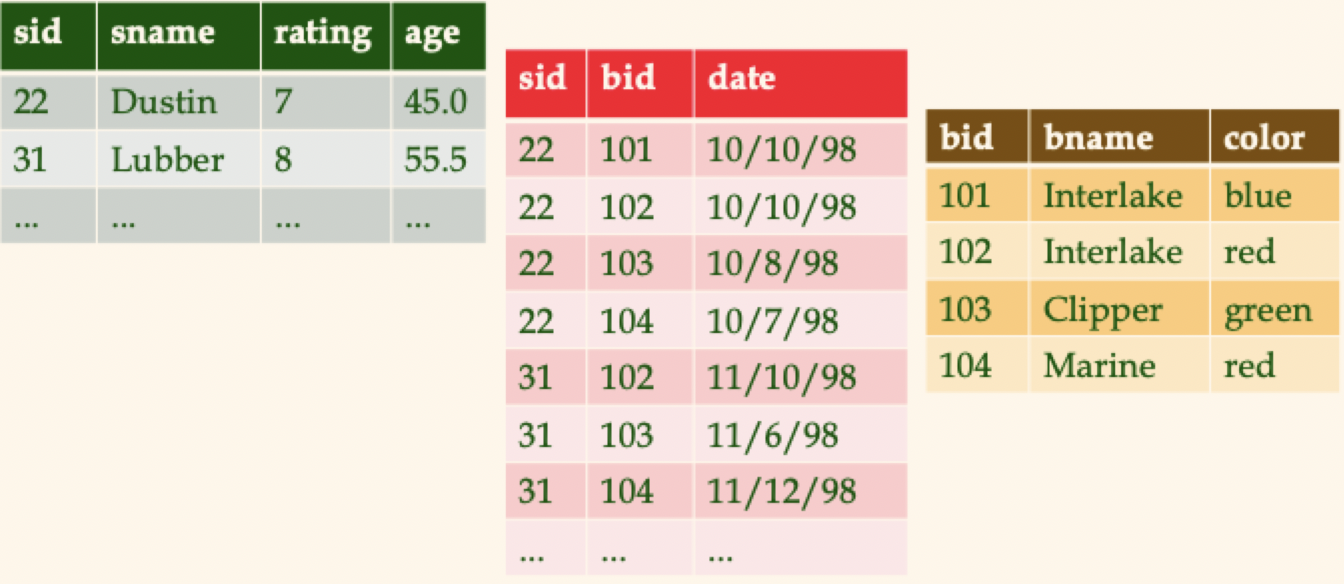 sid sname rating age
22 Dustin 7 45.0
31 Lubber 8 55.5
... ... ... ...
sid bid date
22 101 10/10/98
22 102 10/10/98
22 103 10/8/98
22 104 10/7/98
31 102 11/10/98
31 103 11/6/98
31 104 11/12/98
... ... ...
bid bname color
101 Interlake blue
102 Interlake red
103 Clipper green
104 Marine red